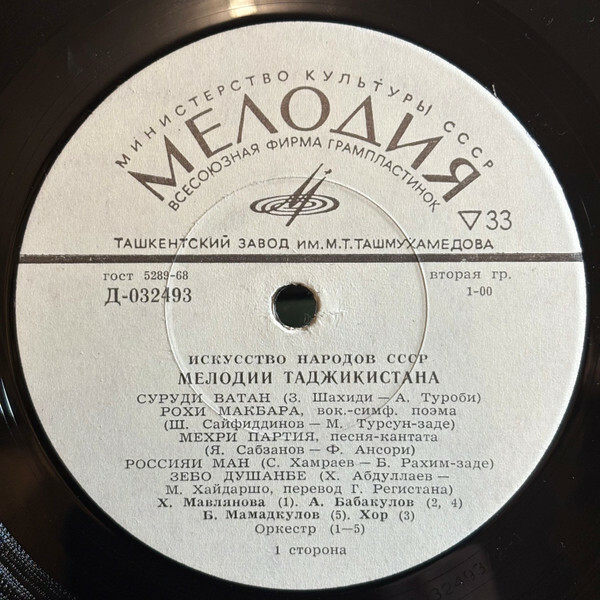 МИНИСТЕРСТВО КУЛЬТУРЫ СССР
МЕЛОДИЯ
ВСЕСОЮЗНАЯ ФИРМА ГРАМПЛАСТИНОК
▽33
ТАШКЕНТСКИЙ ЗАВОД им. М.Т. ТАШМУХАМЕДОВА
гост 5289-68
вторая гр.
Д-032493
1-00
ИСКУССТВО НАРОДОВ СССР
МЕЛОДИИ ТАДЖИКИСТАНА
СУРУДИ ВАТАН (З. Шахиди — А. Туроби)
РОХИ МАКБАРА, вок.-симф. поэма
(Ш. Сайфиддинов — М. Турсун-заде)
МЕХРИ ПАРТИЯ, песня-кантата
(Я. Сабзанов — Ф. Ансори)
РОССИЯИ МАН (С. Хамраев — Б. Рахим-заде)
ЗЕБО ДУШАНБЕ (Х. Абдуллаев —
М. Хайдаршо, перевод Г. Регистана)
Х. Мавлянова (1). А. Бабакулов (2, 4)
Б. Мамадкулов (5). Хор (3)
Оркестр (1—5)
1 сторона